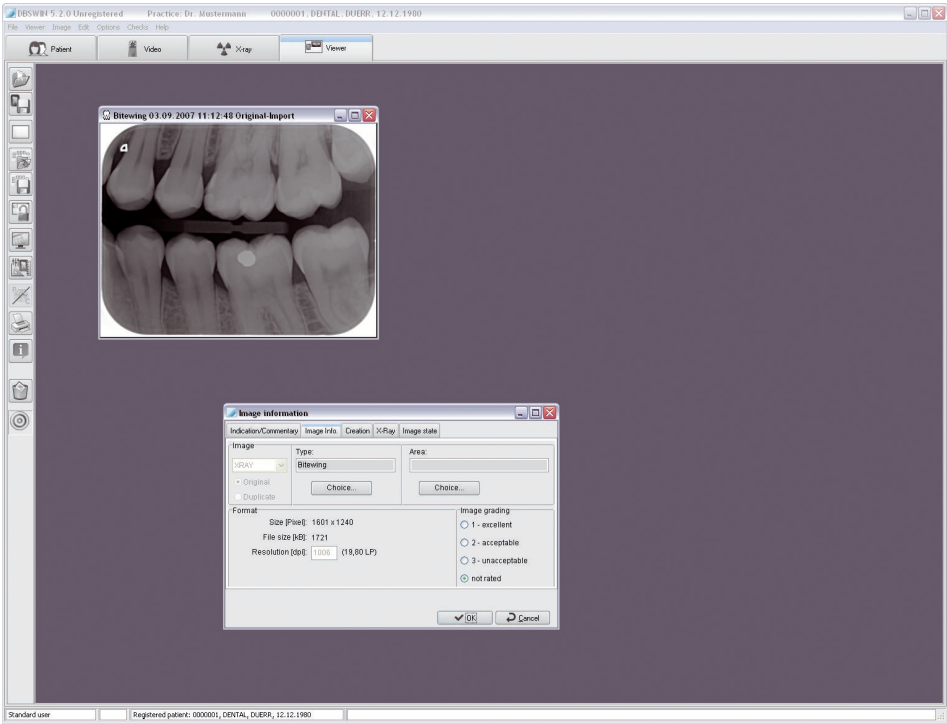 DBSWIN 5.2.0 Unregistered Practice: Dr. Mustermann 0000001, DENTAL, DUERR, 12.12.1980
File Viewer Image Edit Options Checks Help
Patient Video X-ray Viewer
Bitewing 03.09.2007 11:12:48 Original-Import
Image information
Indication/Commentary Image Info. Creation X-Ray Image state
Image
Type:
Area:
XRAY
Bitewing
Original
Duplicate
Choice...
Choice...
Format
Size [Pixel]: 1601 x 1240
File size [kB]: 1721
Resolution [dpi]: 1006 (19,80 LP)
Image grading
1 - excellent
2 - acceptable
3 - unacceptable
not rated
OK
Cancel
Standard user
Registered patient: 0000001, DENTAL, DUERR, 12.12.1980